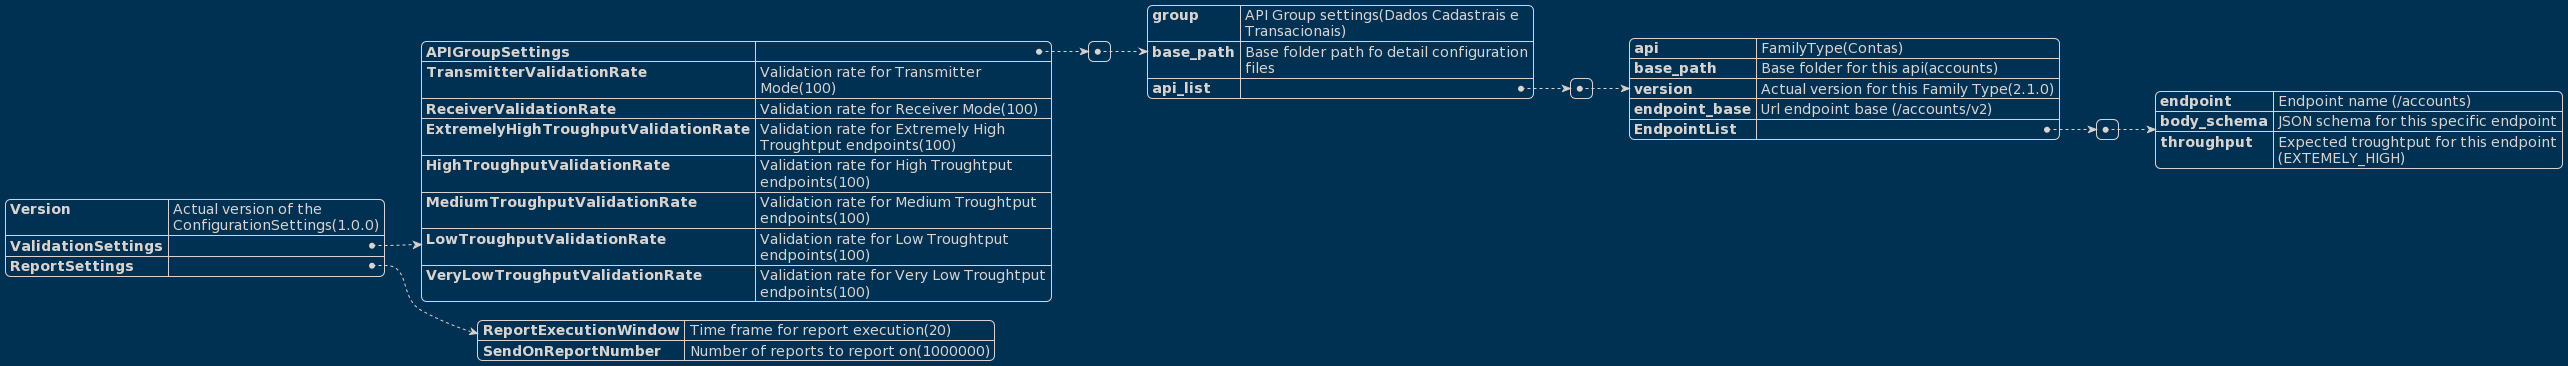 Version
Actual version of the
ConfigurationSettings(1.0.0)
ValidationSettings
ReportSettings
APIGroupSettings
TransmitterValidationRate
Validation rate for Transmitter
Mode(100)
ReceiverValidationRate
Validation rate for Receiver Mode(100)
ExtremelyHighTroughputValidationRate
Validation rate for Extremely High
Troughtput endpoints(100)
HighTroughputValidationRate
Validation rate for High Troughtput
endpoints(100)
MediumTroughputValidationRate
Validation rate for Medium Troughtput
endpoints(100)
LowTroughputValidationRate
Validation rate for Low Troughtput
endpoints(100)
VeryLowTroughputValidationRate
Validation rate for Very Low Troughtput
endpoints(100)
ReportExecutionWindow
Time frame for report execution(20)
SendOnReportNumber
Number of reports to report on(1000000)
group
API Group settings(Dados Cadastrais e
Transacionais)
base_path
Base folder path fo detail configuration
files
api_list
api
FamilyType(Contas)
base_path
Base folder for this api(accounts)
version
Actual version for this Family Type(2.1.0)
endpoint_base
Url endpoint base (/accounts/v2)
EndpointList
endpoint
Endpoint name (/accounts)
body_schema
JSON schema for this specific endpoint
throughput
Expected troughtput for this endpoint
(EXTEMELY_HIGH)